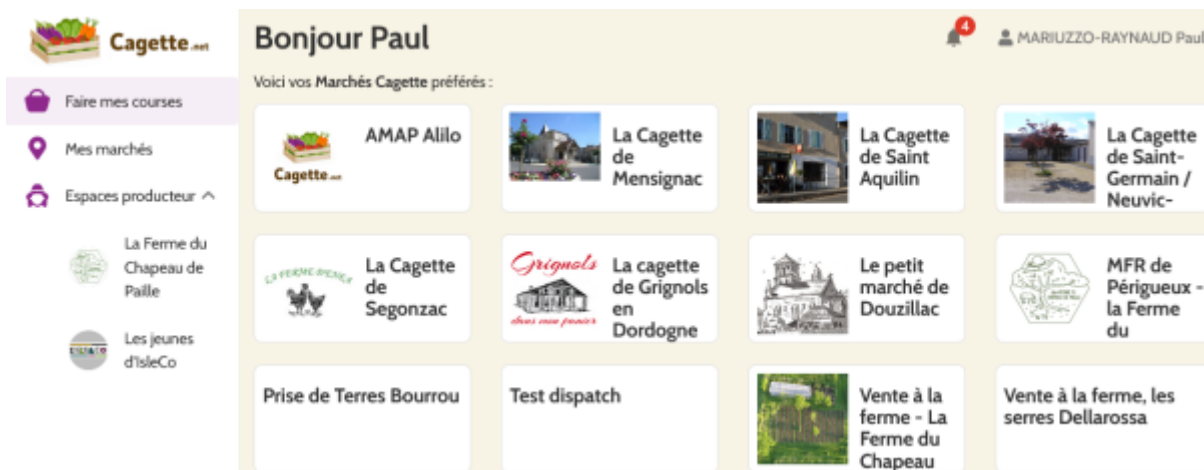 Cagette.net
Faire mes courses
Mes marchés
Espaces producteur
La Ferme du
Chapeau de
Paille
Les jeunes
d'IsleCo
Bonjour Paul
4
MARIUZZO-RAYNAUD Paul
Voici vos Marchés Cagette préférés :
Cagette.net
AMAP Alilo
La Cagette
de
Mensignac
La Cagette
de Saint
Aquilin
La Cagette
de Saint-
Germain /
Neuvic-
La Cagette
de
Segonzac
Grignols
dans mon panier
La cagette
de Grignols
en
Dordogne
Le petit
marché de
Douzillac
MFR de
Périgueux -
la Ferme
du
Prise de Terres Bourrou
Test dispatch
Vente à la
ferme - La
Ferme du
Chapeau
Vente à la ferme, les
serres Dellarossa